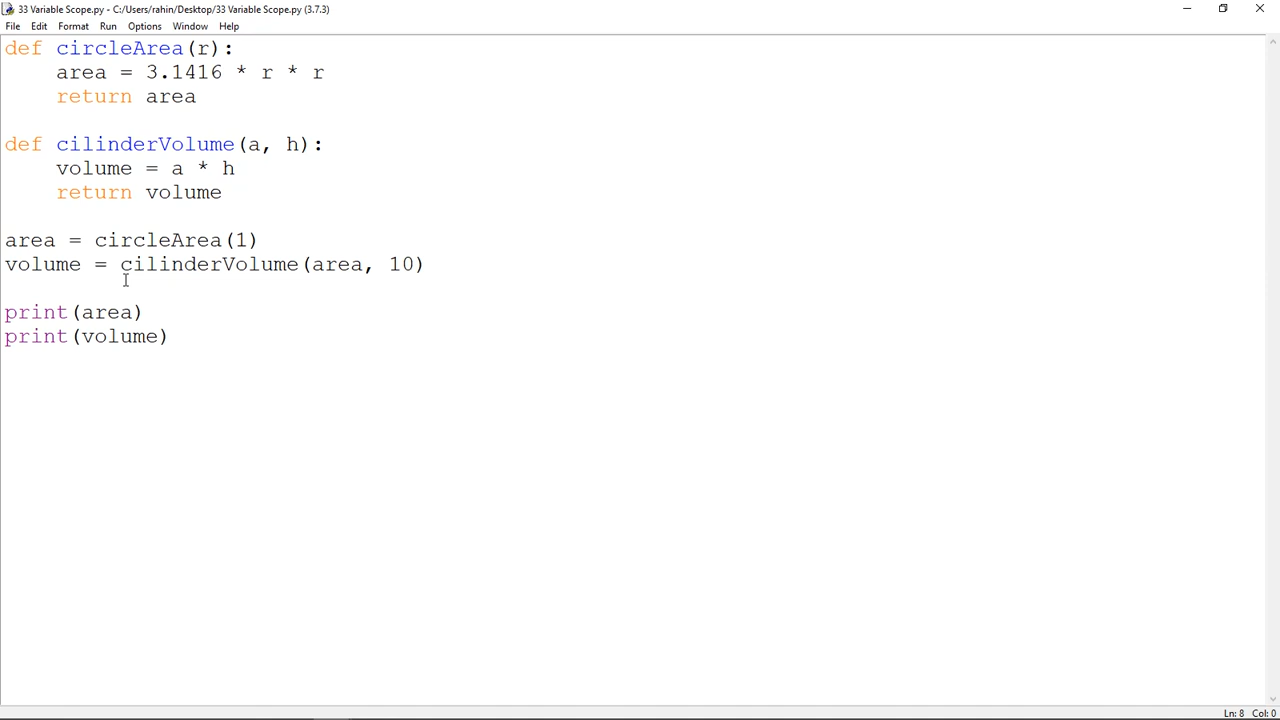 33 Variable Scope.py - C:/Users/rahin/Desktop/33 Variable Scope.py (3.7.3)
File Edit Format Run Options Window Help
def circleArea(r):
    area = 3.1416 * r * r
    return area
def cilinderVolume(a, h):
    volume = a * h
    return volume
area = circleArea(1)
volume = cilinderVolume(area, 10)
print(area)
print(volume)
Ln: 8 Col: 0